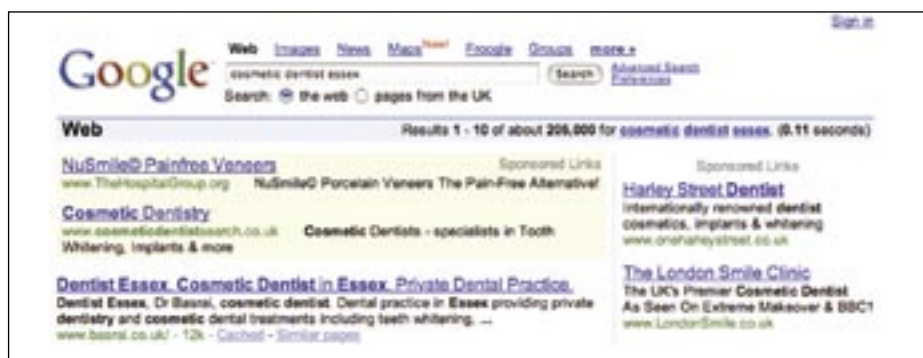 Sign in
Google
Web Images News Maps New! Froogle Groups more »
cosmetic dentist essex Search Advanced Search
Preferences
Search: the web pages from the UK
Web Results 1 - 10 of about 205,000 for cosmetic dentist essex. (0.11 seconds)
NuSmile© Painfree Veneers Sponsored Links
www.TheHospitalGroup.org NuSmile© Porcelain Veneers The Pain-Free Alternative!
Cosmetic Dentistry
www.cosmeticdentistsearch.co.uk Cosmetic Dentists - specialists in Tooth
Whitening, Implants & more
Dentist Essex, Cosmetic Dentist in Essex, Private Dental Practice.
Dentist Essex, Dr Basrai, cosmetic dentist. Dental practice in Essex providing private
dentistry and cosmetic dental treatments including teeth whitening, ...
www.basrai.co.uk/ - 12k - Cached - Similar pages
Sponsored Links
Harley Street Dentist
Internationally renowned dentist
cosmetics, implants & whitening
www.oneharleystreet.co.uk
The London Smile Clinic
The UK's Premier Cosmetic Dentist
As Seen On Extreme Makeover & BBC1
www.LondonSmile.co.uk